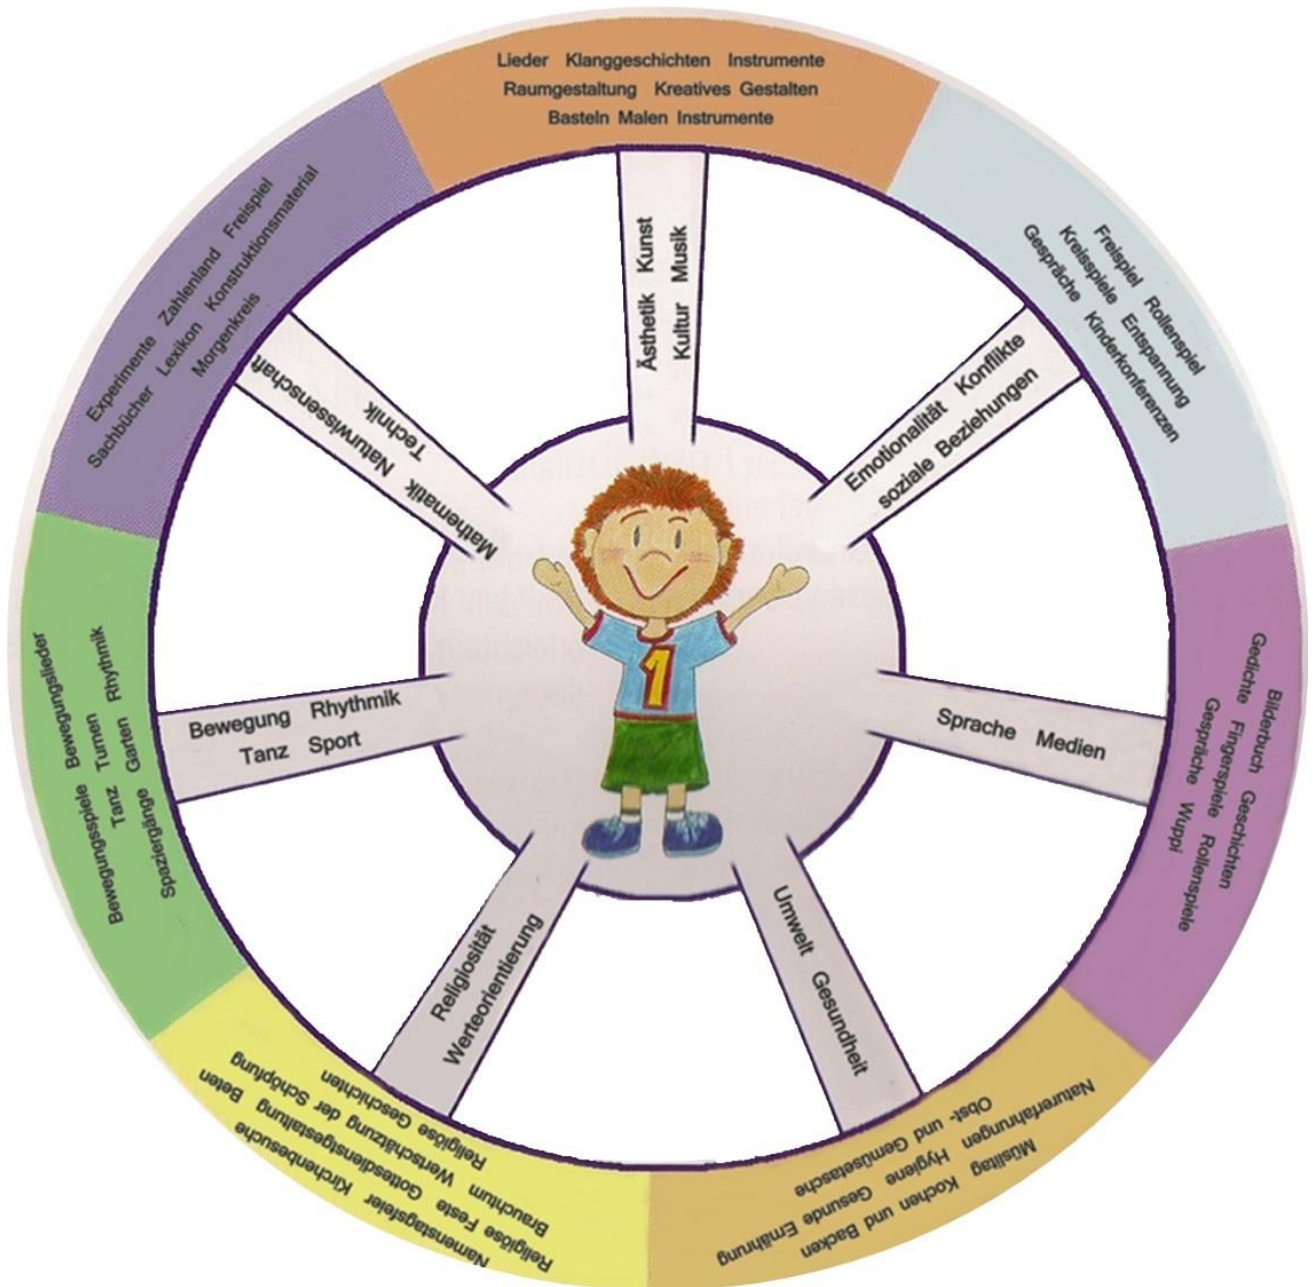 Lieder Klanggeschichten Instrumente
Raumgestaltung Kreatives Gestalten
Basteln Malen Instrumente
Ästhetik Kunst
Kultur Musik
Freispiel Rollenspiel
Kreisspiele Entspannung
Gespräche Kinderkonferenzen
Emotionalität Konflikte
soziale Beziehungen
Bilderbuch Geschichten
Gedichte Fingerspiele Rollenspiele
Gespräche Wuppi
Sprache Medien
Naturerfahrungen Hygiene Gesunde Ernährung
Müslitag Kochen und Backen
Obst- und Gemüsetasche
Umwelt Gesundheit
Namenstagsfeier Kirchenbesuche
Religiöse Feste Gottesdienstgestaltung Beten
Brauchtum Wertschätzung der Schöpfung
Religiöse Geschichten
Religiosität
Werteorientierung
Bewegungsspiele Bewegungslieder
Tanz Turnen Rhythmik
Spaziergänge Garten
Bewegung Rhythmik
Tanz Sport
Experimente Zahlenland Freispiel
Sachbücher Lexikon Konstruktionsmaterial
Morgenkreis
Mathematik Naturwissenschaft
Technik
1